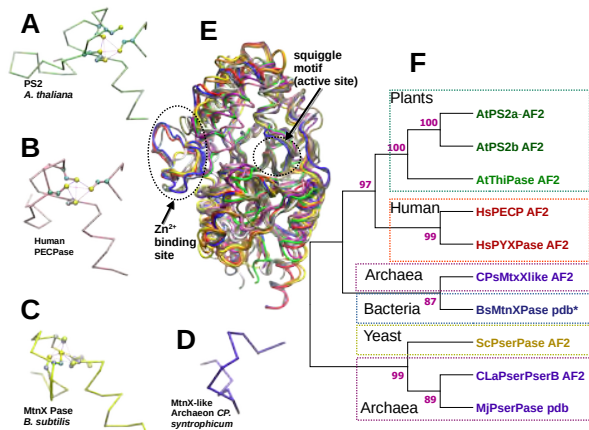 A
PS2
A. thaliana
B
Human
PECPase
C
MtnX Pase
B. subtilis
D
MtnX-like
Archaeon CP.
syntrophicum
E
squiggle
motif
(active site)
Zn2+
binding
site
F
Plants
AtPS2a-AF2
100
AtPS2b AF2
100
AtThiPase AF2
97
Human
HsPECP AF2
99
HsPYXPase AF2
Archaea
CPsMtxXlike AF2
87
Bacteria
BsMtnXPase pdb*
Yeast
ScPserPase AF2
99
CLaPserPserB AF2
89
Archaea
MjPserPase pdb